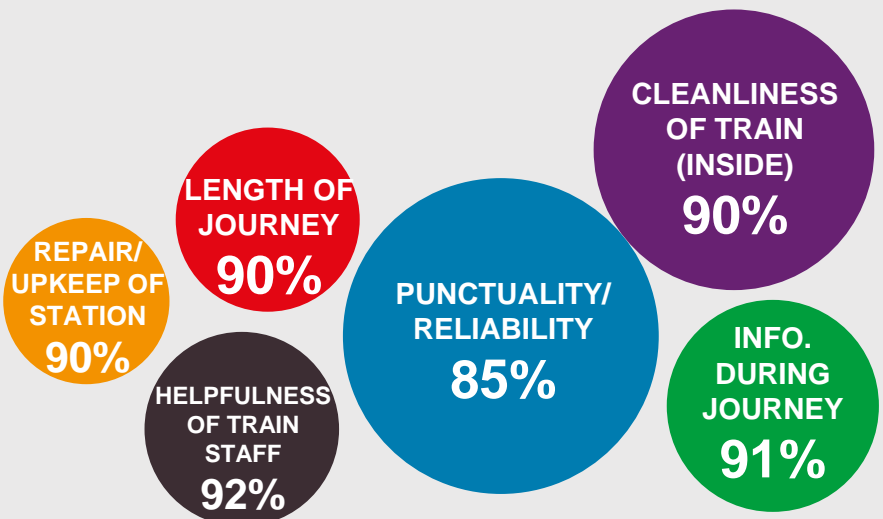 REPAIR/
UPKEEP OF
STATION
90%
LENGTH OF
JOURNEY
90%
HELPFULNESS
OF TRAIN
STAFF
92%
PUNCTUALITY/
RELIABILITY
85%
CLEANLINESS
OF TRAIN
(INSIDE)
90%
INFO.
DURING
JOURNEY
91%